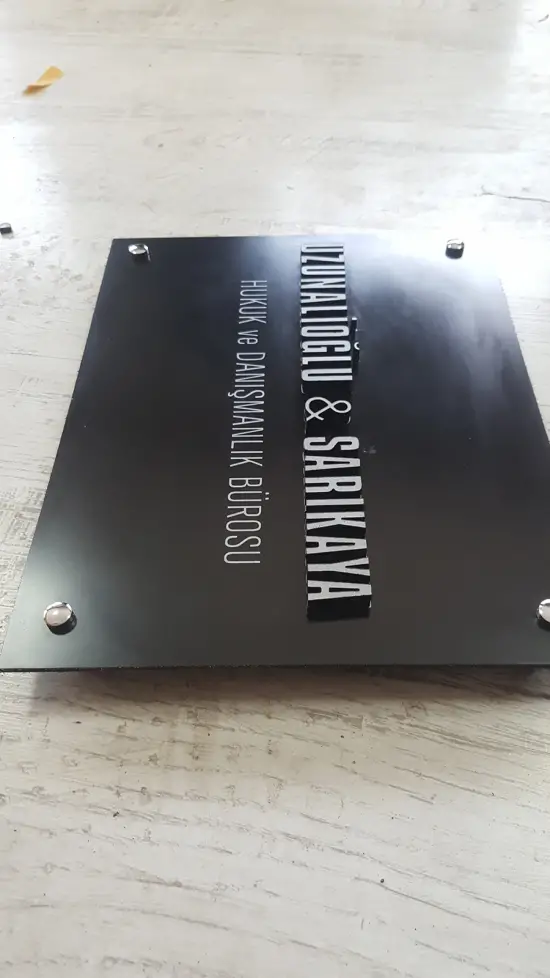 UZUNALİOĞLU & SARIKAYA
HUKUK ve DANIŞMANLIK BÜROSU